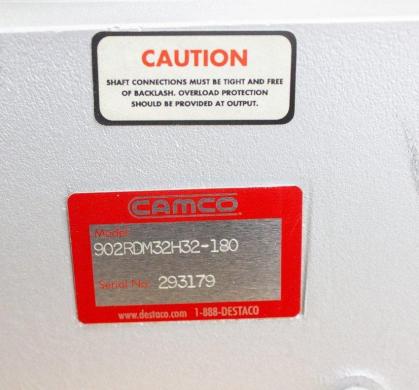 CAUTION
SHAFT CONNECTIONS MUST BE TIGHT AND FREE
OF BACKLASH. OVERLOAD PROTECTION
SHOULD BE PROVIDED AT OUTPUT.
CAMCO
Model
902RDM32H32-180
Serial No. 293179
www.destaco.com 1-888-DESTACO